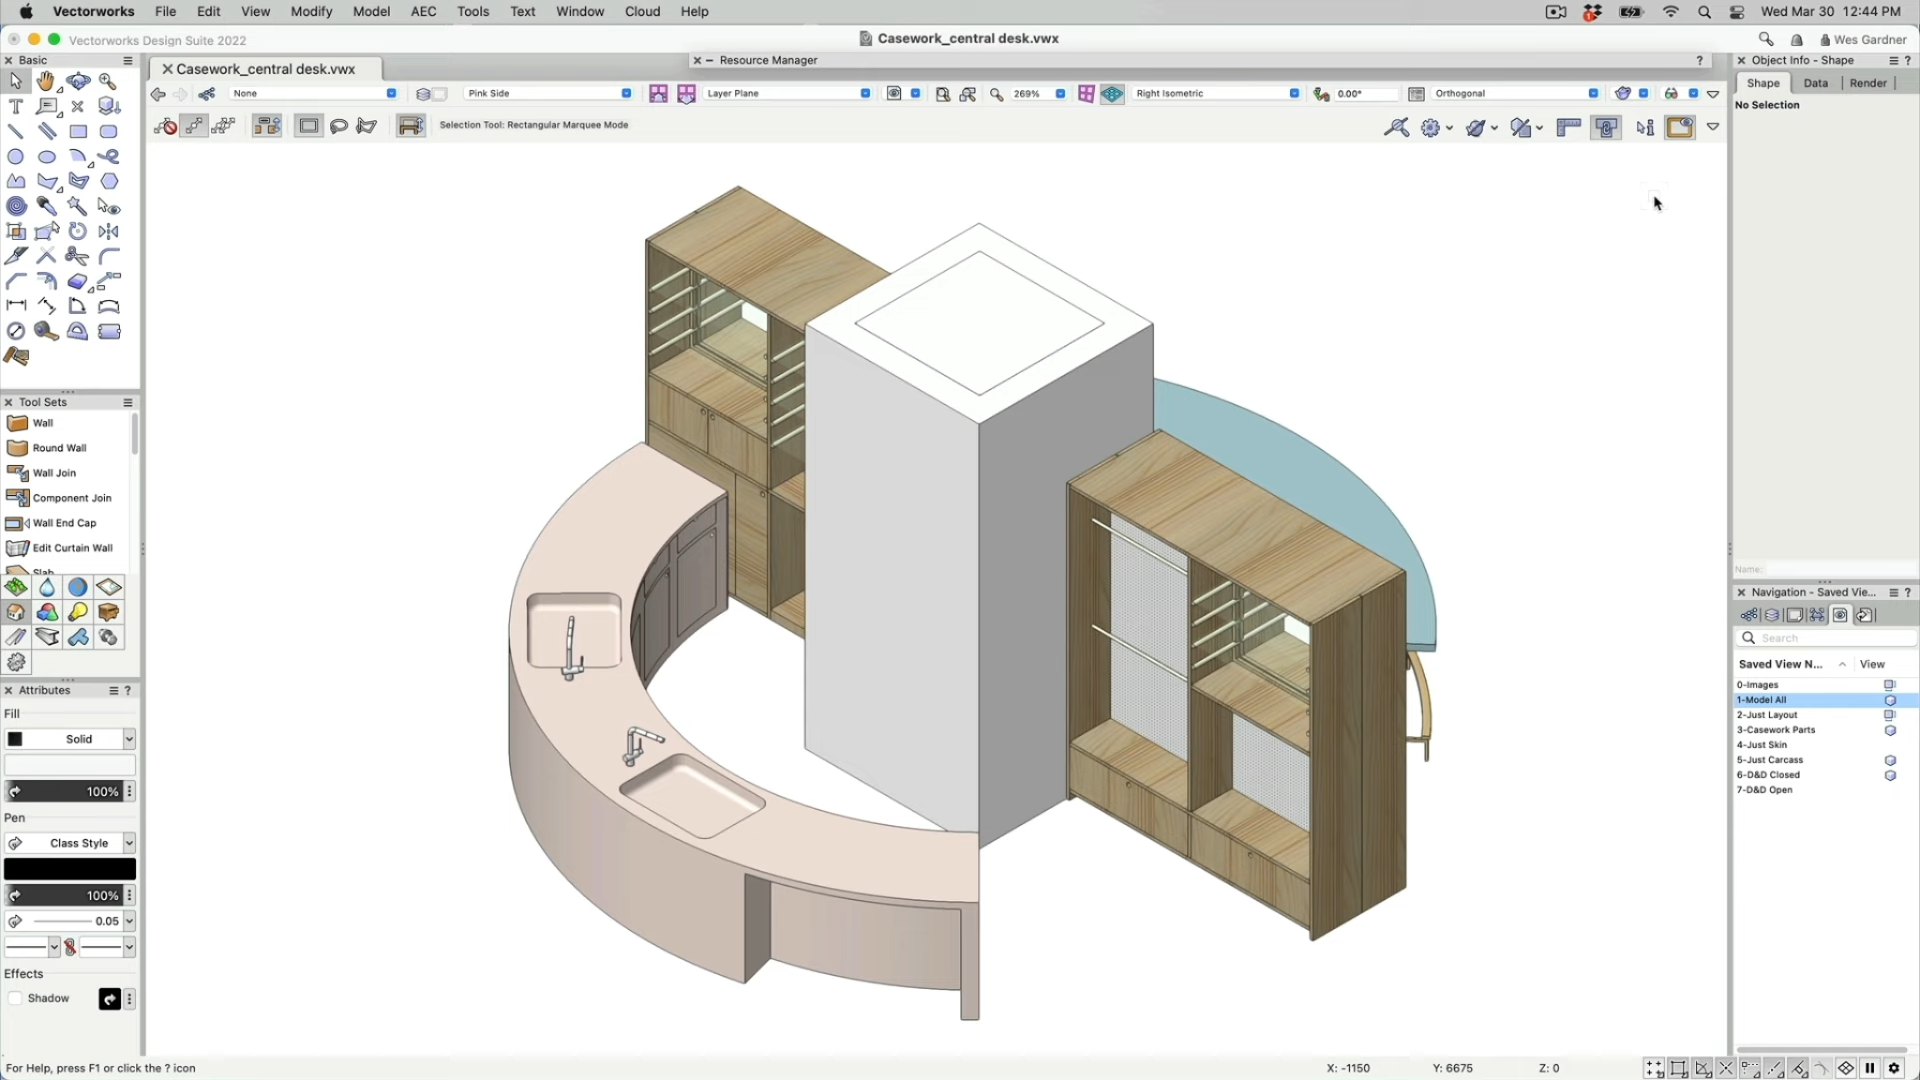 Vectorworks File Edit View Modify Model AEC Tools Text Window Cloud Help
Wed Mar 30 12:44 PM
Vectorworks Design Suite 2022
Casework_central desk.vwx
Wes Gardner
Basic
Casework_central desk.vwx
Resource Manager
?
Object Info - Shape
?
None
Pink Side
Layer Plane
269%
Right Isometric
0.00°
Orthogonal
Shape Data Render
No Selection
Selection Tool: Rectangular Marquee Mode
Tool Sets
Wall
Round Wall
Wall Join
Component Join
Wall End Cap
Edit Curtain Wall
Slab
Attributes
?
Fill
Solid
100%
Pen
Class Style
100%
0.05
Effects
Shadow
Name:
Navigation - Saved Vie...
?
Search
Saved View N... View
0-Images
1-Model All
2-Just Layout
3-Casework Parts
4-Just Skin
5-Just Carcass
6-D&D Closed
7-D&D Open
For Help, press F1 or click the ? icon
X: -1150 Y: 6675 Z: 0